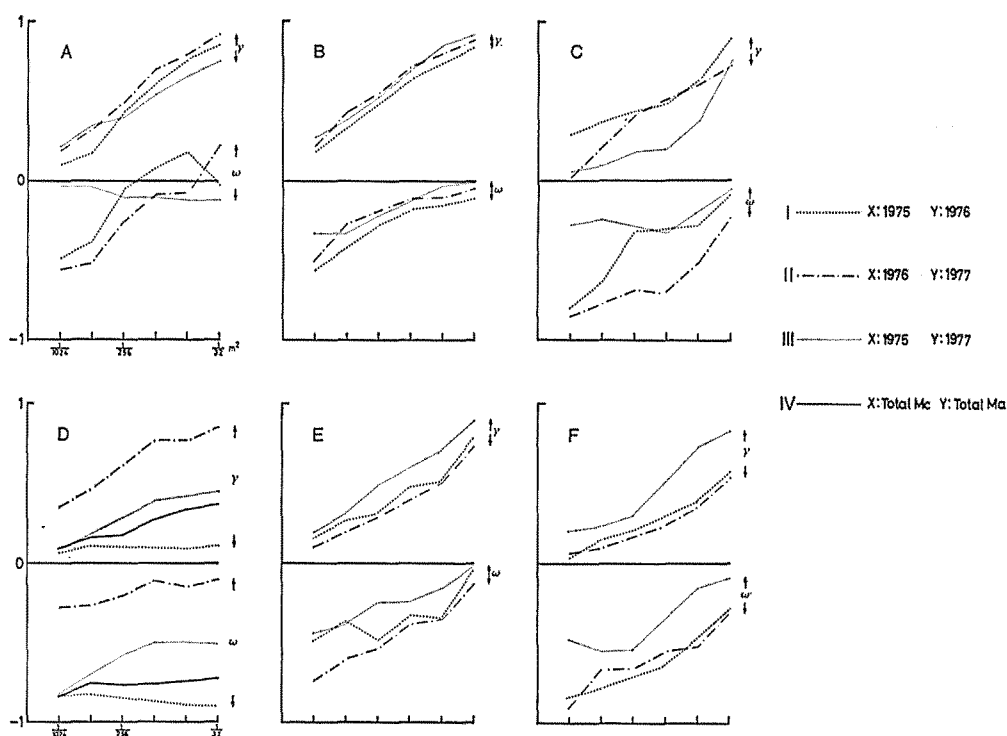 1
A
γ
ω
0
-1
1/1024
1/256
1/32 m²
B
γ
ω
C
γ
ω
I X:1975 Y:1976
II X:1976 Y:1977
III X:1975 Y:1977
IV X:Total Mc Y:Total Ma
1
D
γ
0
ω
-1
1/1024
1/256
1/32
E
γ
ω
F
γ
ω